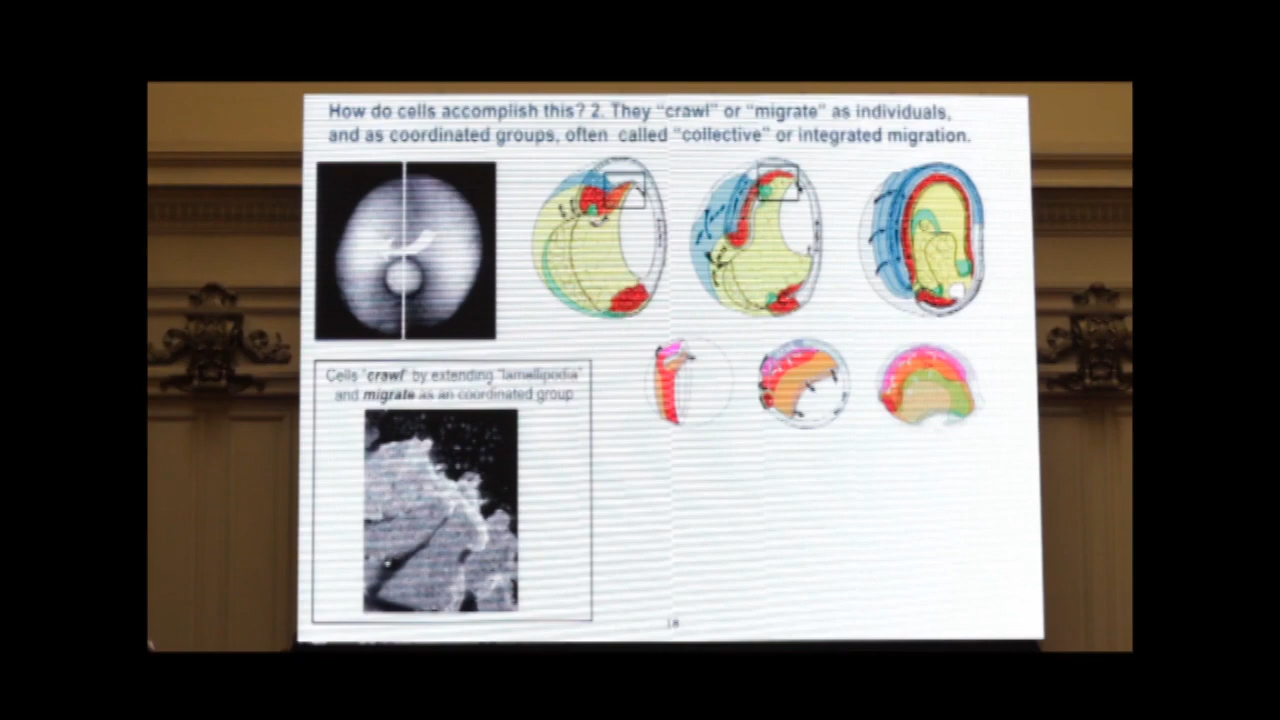 How do cells accomplish this? 2. They "crawl" or "migrate" as individuals,
and as coordinated groups, often called "collective" or integrated migration.
Cells "crawl" by extending "lamellipodia"
and migrate as an coordinated group
18